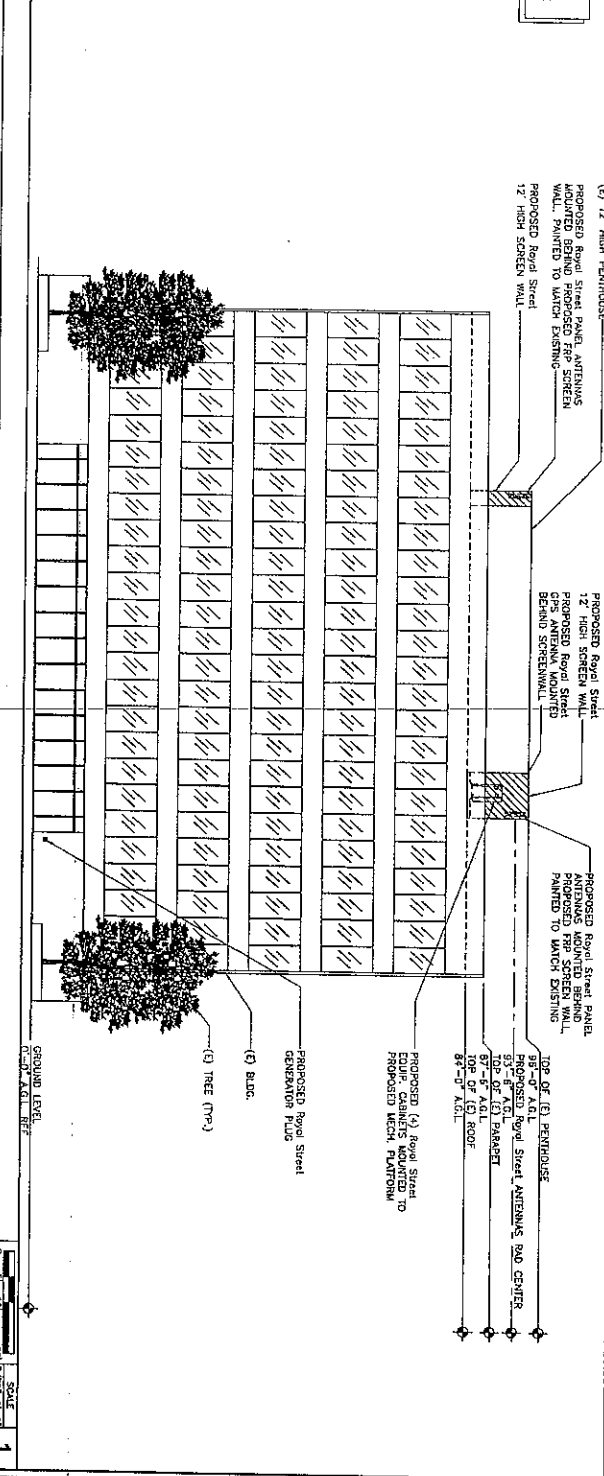 (E) 12' HIGH PENTHOUSE
PROPOSED Royal Street PANEL ANTENNAS
MOUNTED BEHIND PROPOSED FRP SCREEN
WALL, PAINTED TO MATCH EXISTING
PROPOSED Royal Street
12' HIGH SCREEN WALL
PROPOSED Royal Street
12' HIGH SCREEN WALL
PROPOSED Royal Street
GPS ANTENNA MOUNTED
BEHIND SCREENWALL
PROPOSED Royal Street PANEL
ANTENNAS MOUNTED BEHIND
PROPOSED FRP SCREEN WALL,
PAINTED TO MATCH EXISTING
TOP OF (E) PENTHOUSE
96'-0" A.G.L.
PROPOSED Royal Street ANTENNAS RAD CENTER
93'-6" A.G.L.
TOP OF (E) PARAPET
87'-6" A.G.L.
TOP OF (E) ROOF
84'-0" A.G.L.
PROPOSED (4) Royal Street
EQUIP. CABINETS MOUNTED TO
PROPOSED MECH. PLATFORM
PROPOSED Royal Street
GENERATOR PLUG
(E) BLDG.
(E) TREE (TYP.)
GROUND LEVEL
0'-0" A.G.L. REF
SCALE
1